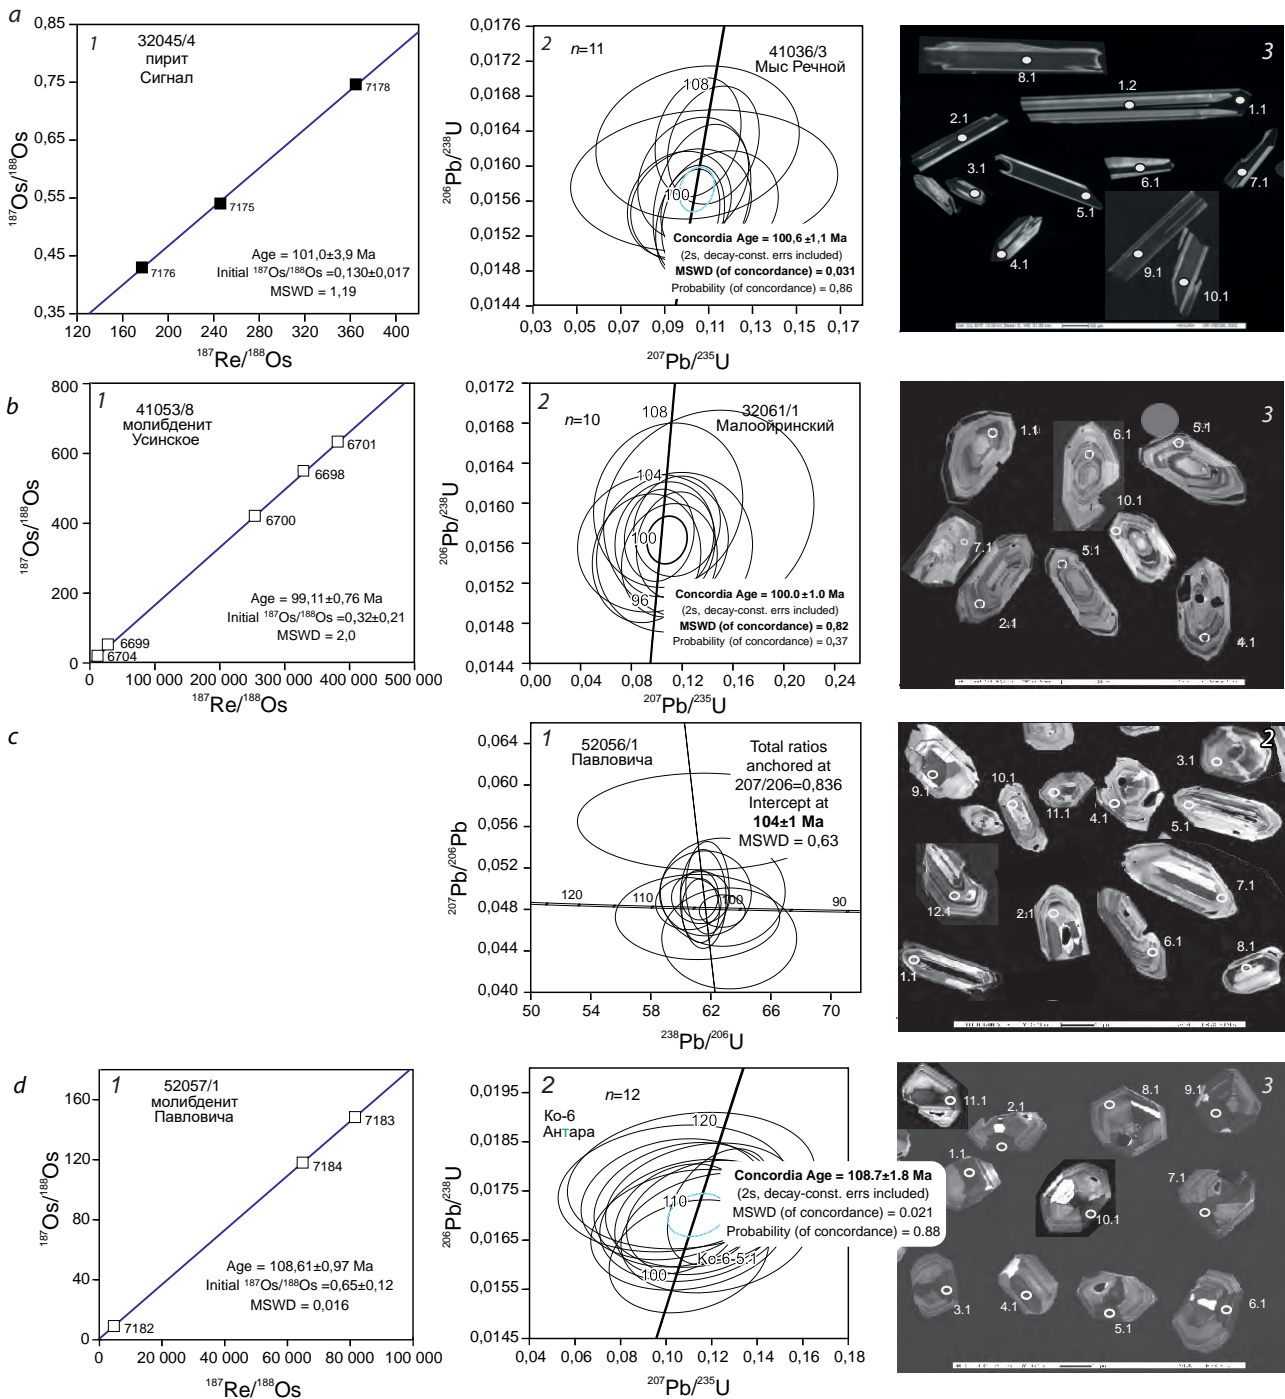 a
1
32045/4
пирит
Сигнал
0,85
0,75
0,65
0,55
0,45
0,35
187Os/188Os
7178
7175
7176
Age = 101,0±3,9 Ma
Initial 187Os/188Os =0,130±0,017
MSWD = 1,19
120 160 200 240 280 320 360 400
187Re/188Os
2
n=11
41036/3
Мыс Речной
0,0176
0,0172
0,0168
0,0164
0,0160
0,0156
0,0152
0,0148
0,0144
206Pb/238U
108
100
Concordia Age = 100,6 ±1,1 Ma
(2s, decay-const. errs included)
MSWD (of concordance) = 0,031
Probability (of concordance) = 0,86
0,03 0,05 0,07 0,09 0,11 0,13 0,15 0,17
207Pb/235U
3
8.1
1.2
1.1
2.1
3.1
6.1
7.1
5.1
4.1
9.1
10.1
b
1
41053/8
молибденит
Усинское
800
600
400
200
0
187Os/188Os
6701
6698
6700
6699
6704
Age = 99,11±0,76 Ma
Initial 187Os/188Os =0,32±0,21
MSWD = 2,0
0 100 000 200 000 300 000 400 000 500 000
187Re/188Os
2
n=10
32061/1
Малоойринский
0,0172
0,0168
0,0164
0,0160
0,0156
0,0152
0,0148
0,0144
206Pb/238U
108
104
100
96
Concordia Age = 100.0±1.0 Ma
(2s, decay-const. errs included)
MSWD (of concordance) = 0,82
Probability (of concordance) = 0,37
0,00 0,04 0,08 0,12 0,16 0,20 0,24
207Pb/235U
3
1.1
6.1
10.1
7.1
5.1
2.1
4.1
c
1
52056/1
Павловича
Total ratios
anchored at
207/206=0,836
Intercept at
104±1 Ma
MSWD = 0,63
0,064
0,060
0,056
0,052
0,048
0,044
0,040
207Pb/206Pb
120
110
100
90
50 54 58 62 66 70
238Pb/206U
2
3.1
9.1
10.1
11.1
4.1
5.1
7.1
12.1
2.1
6.1
8.1
1.1
d
1
52057/1
молибденит
Павловича
160
120
80
40
0
187Os/188Os
7183
7184
7182
Age = 108,61±0,97 Ma
Initial 187Os/188Os =0,65±0,12
MSWD = 0,016
0 20 000 40 000 60 000 80 000 100 000
187Re/188Os
2
n=12
Ко-6
Антара
0,0195
0,0185
0,0175
0,0165
0,0155
0,0145
206Pb/238U
120
110
100
Ko-6-5.1
Concordia Age = 108.7±1.8 Ma
(2s, decay-const. errs included)
MSWD (of concordance) = 0.021
Probability (of concordance) = 0.88
0,04 0,06 0,08 0,10 0,12 0,14 0,16 0,18
207Pb/235U
3
11.1
2.1
8.1
9.1
1.1
7.1
10.1
3.1
4.1
5.1
6.1